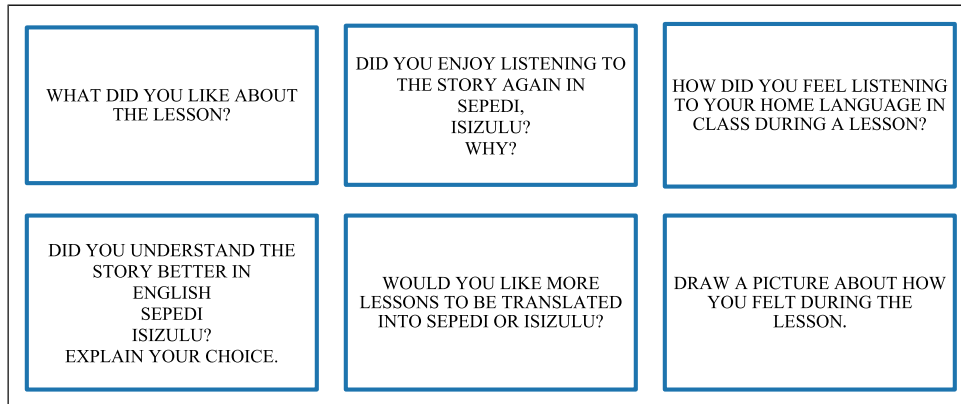 WHAT DID YOU LIKE ABOUT
THE LESSON?
DID YOU ENJOY LISTENING TO
THE STORY AGAIN IN
SEPEDI,
ISIZULU?
WHY?
HOW DID YOU FEEL LISTENING
TO YOUR HOME LANGUAGE IN
CLASS DURING A LESSON?
DID YOU UNDERSTAND THE
STORY BETTER IN
ENGLISH
SEPEDI
ISIZULU?
EXPLAIN YOUR CHOICE.
WOULD YOU LIKE MORE
LESSONS TO BE TRANSLATED
INTO SEPEDI OR ISIZULU?
DRAW A PICTURE ABOUT HOW
YOU FELT DURING THE
LESSON.